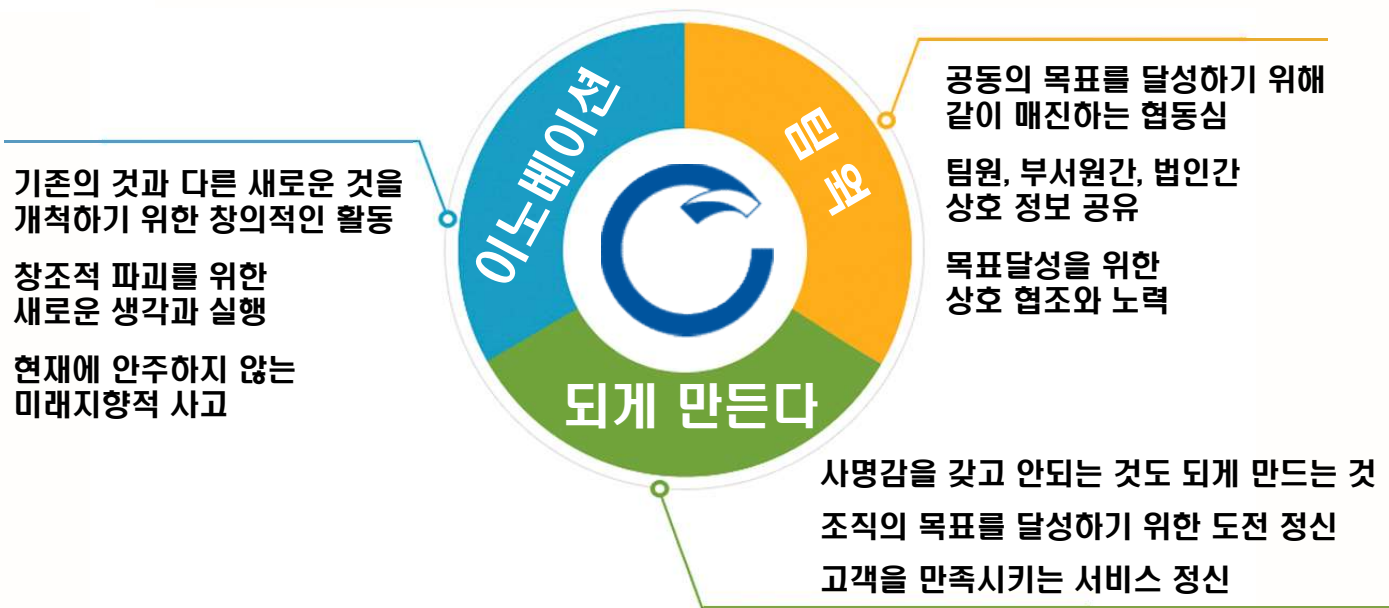 이노베이션
기존의 것과 다른 새로운 것을
개척하기 위한 창의적인 활동
창조적 파괴를 위한
새로운 생각과 실행
현재에 안주하지 않는
미래지향적 사고
팀 웍
공동의 목표를 달성하기 위해
같이 매진하는 협동심
팀원, 부서원간, 법인간
상호 정보 공유
목표달성을 위한
상호 협조와 노력
되게 만든다
사명감을 갖고 안되는 것도 되게 만드는 것
조직의 목표를 달성하기 위한 도전 정신
고객을 만족시키는 서비스 정신